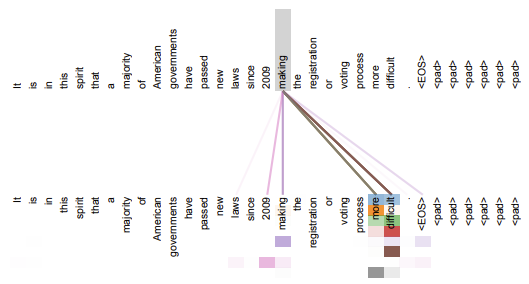 It is in this spirit that a majority of American governments have passed new laws since 2009 making the registration or voting process more difficult . <EOS> <pad> <pad> <pad> <pad> <pad> <pad>
It is in this spirit that a majority of American governments have passed new laws since 2009 making the registration or voting process more difficult . <EOS> <pad> <pad> <pad> <pad> <pad> <pad>